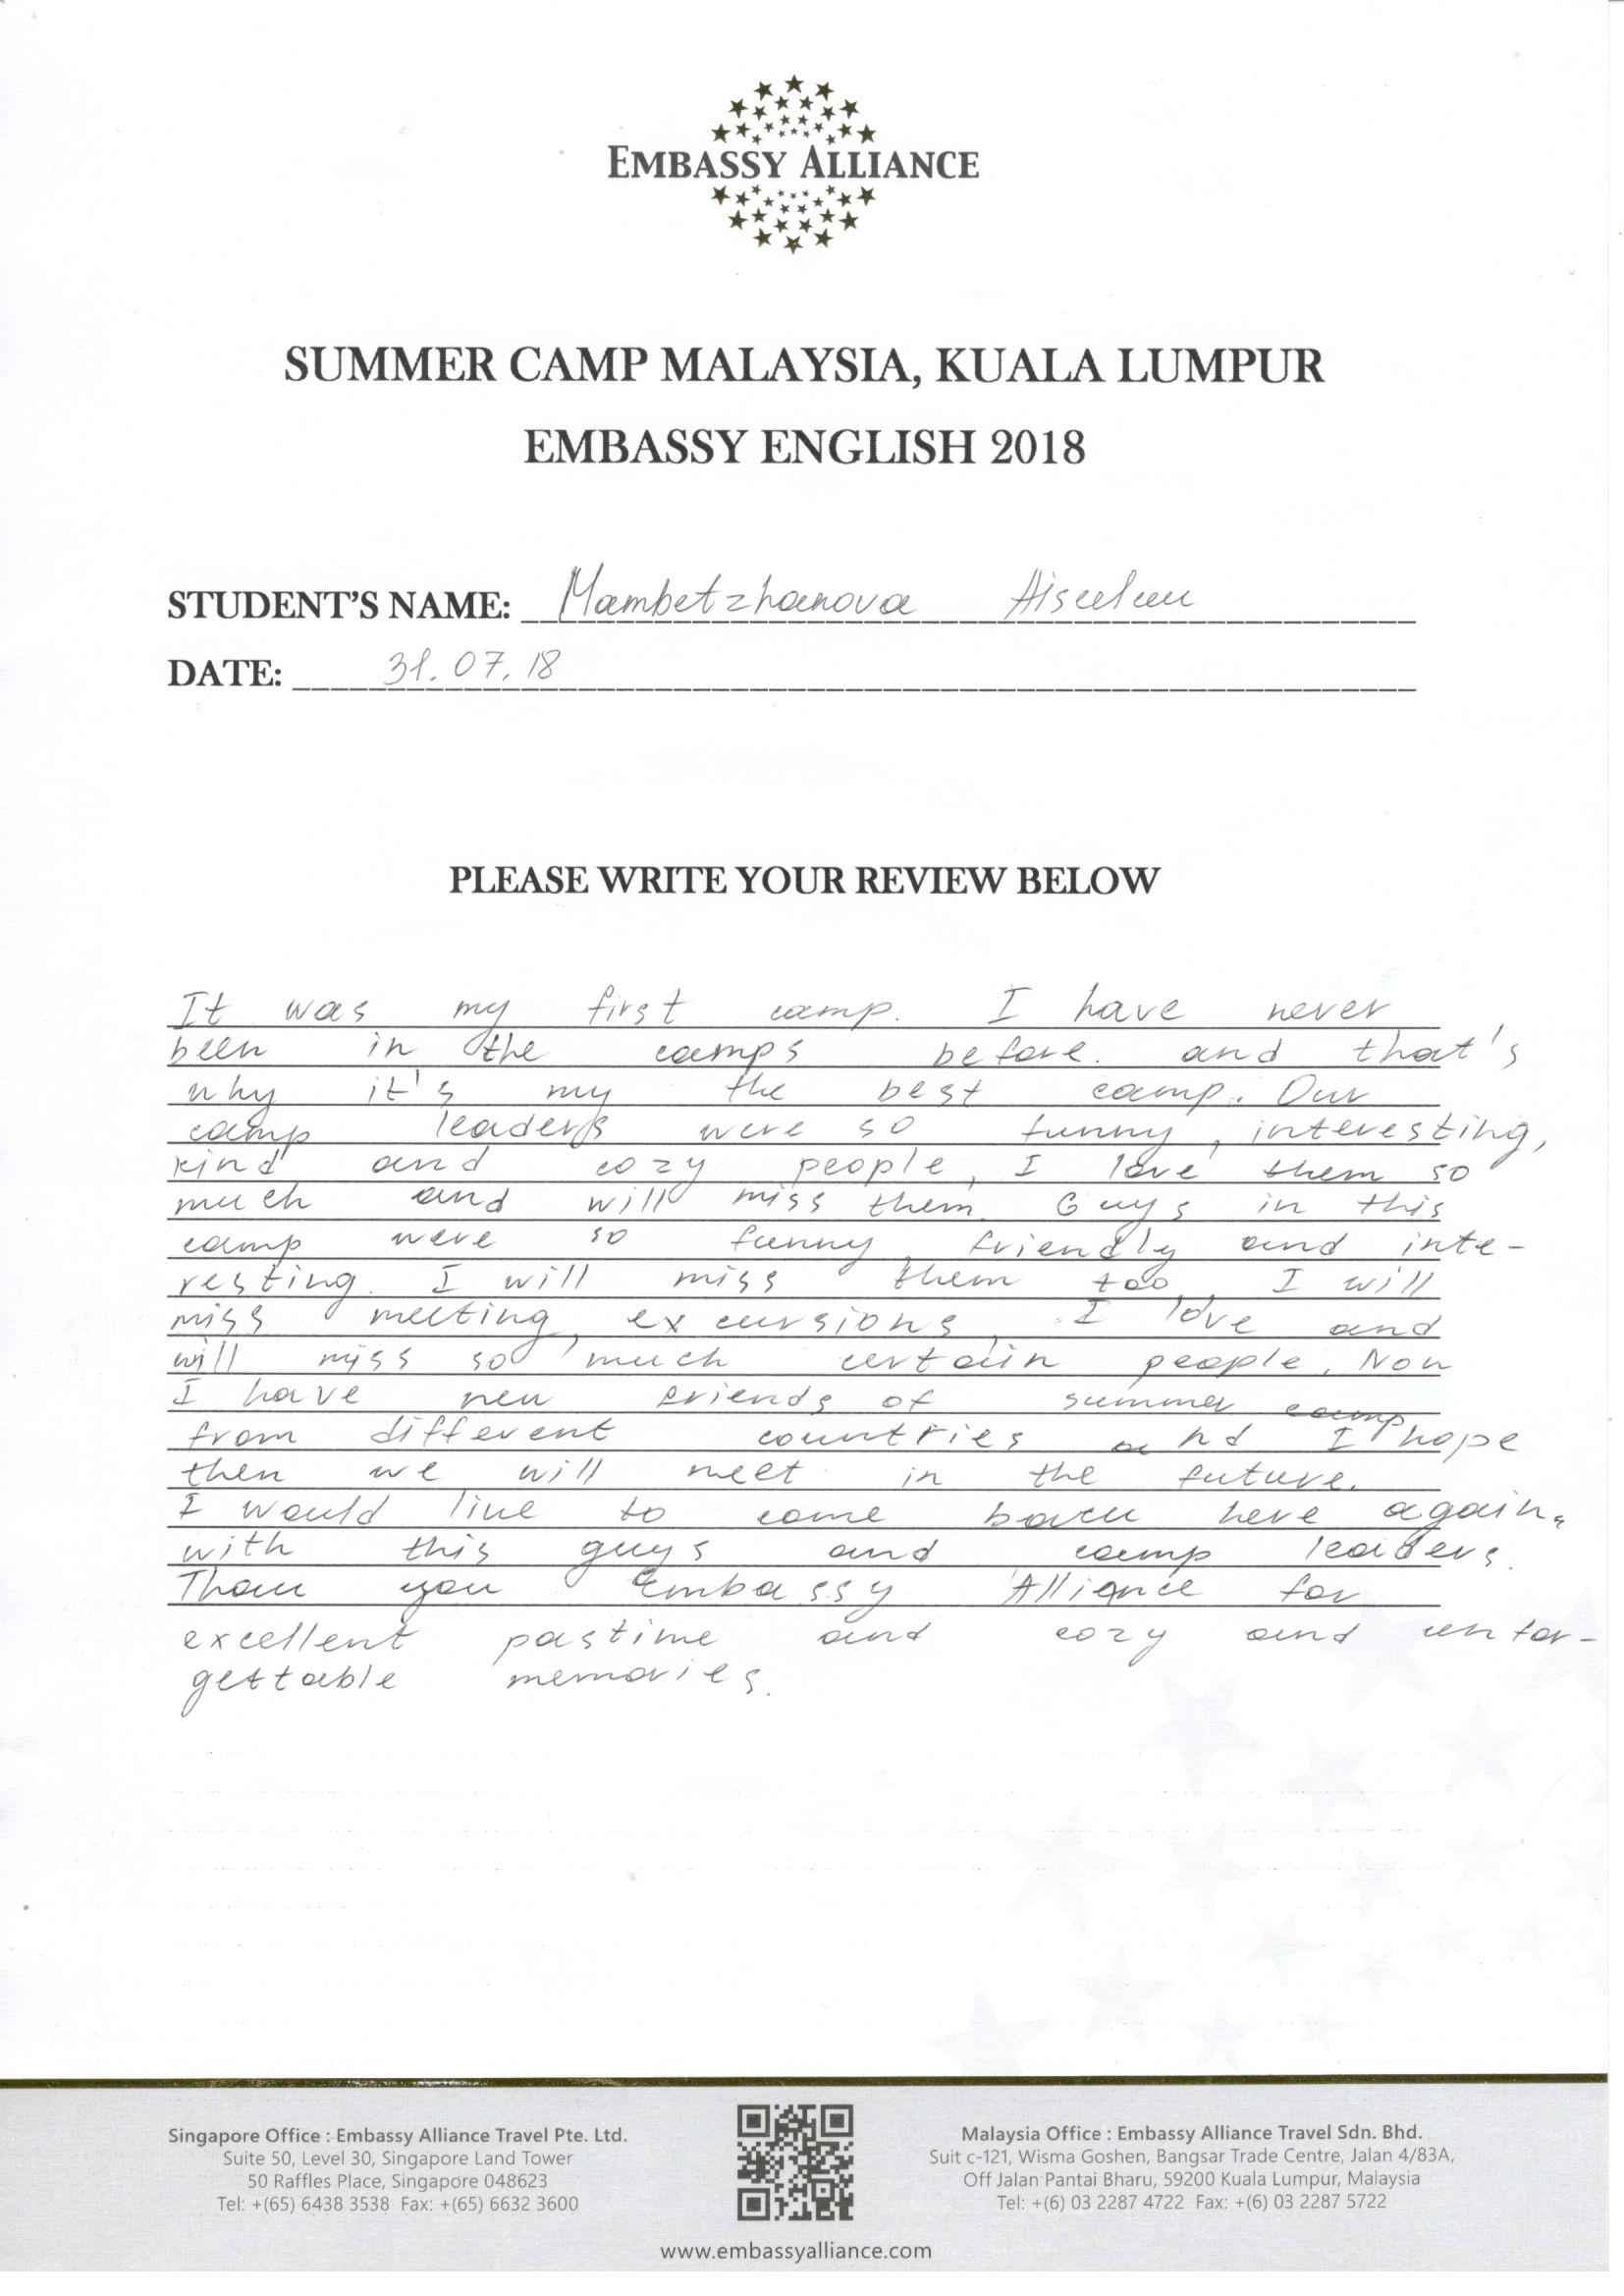 EMBASSY ALLIANCE
SUMMER CAMP MALAYSIA, KUALA LUMPUR
EMBASSY ENGLISH 2018
STUDENT'S NAME: Mambetzhanova Aisulu
DATE: 31.07.18
PLEASE WRITE YOUR REVIEW BELOW
It was my first camp. I have never
been in the camps before. and that's
why it's my the best camp. Our
camp leaders were so funny, interesting,
kind and cozy people, I love them so
much and will miss them. Guys in this
camp were so funny, friendly and inte-
resting. I will miss them too, I will
miss meeting, excursions, I love and
will miss so much certain people. Now
I have new friends of summer camp
from different countries and I hope
then we will meet in the future.
I would like to come back here again,
with this guys and camp leaders.
Thank you Embassy Alliance for
excellent pastime and cozy and unfor-
gettable memories.
Singapore Office : Embassy Alliance Travel Pte. Ltd.
Suite 50, Level 30, Singapore Land Tower
50 Raffles Place, Singapore 048623
Tel: +(65) 6438 3538 Fax: +(65) 6632 3600
Malaysia Office : Embassy Alliance Travel Sdn. Bhd.
Suit c-121, Wisma Goshen, Bangsar Trade Centre, Jalan 4/83A,
Off Jalan Pantai Bharu, 59200 Kuala Lumpur, Malaysia
Tel: +(6) 03 2287 4722 Fax: +(6) 03 2287 5722
www.embassyalliance.com